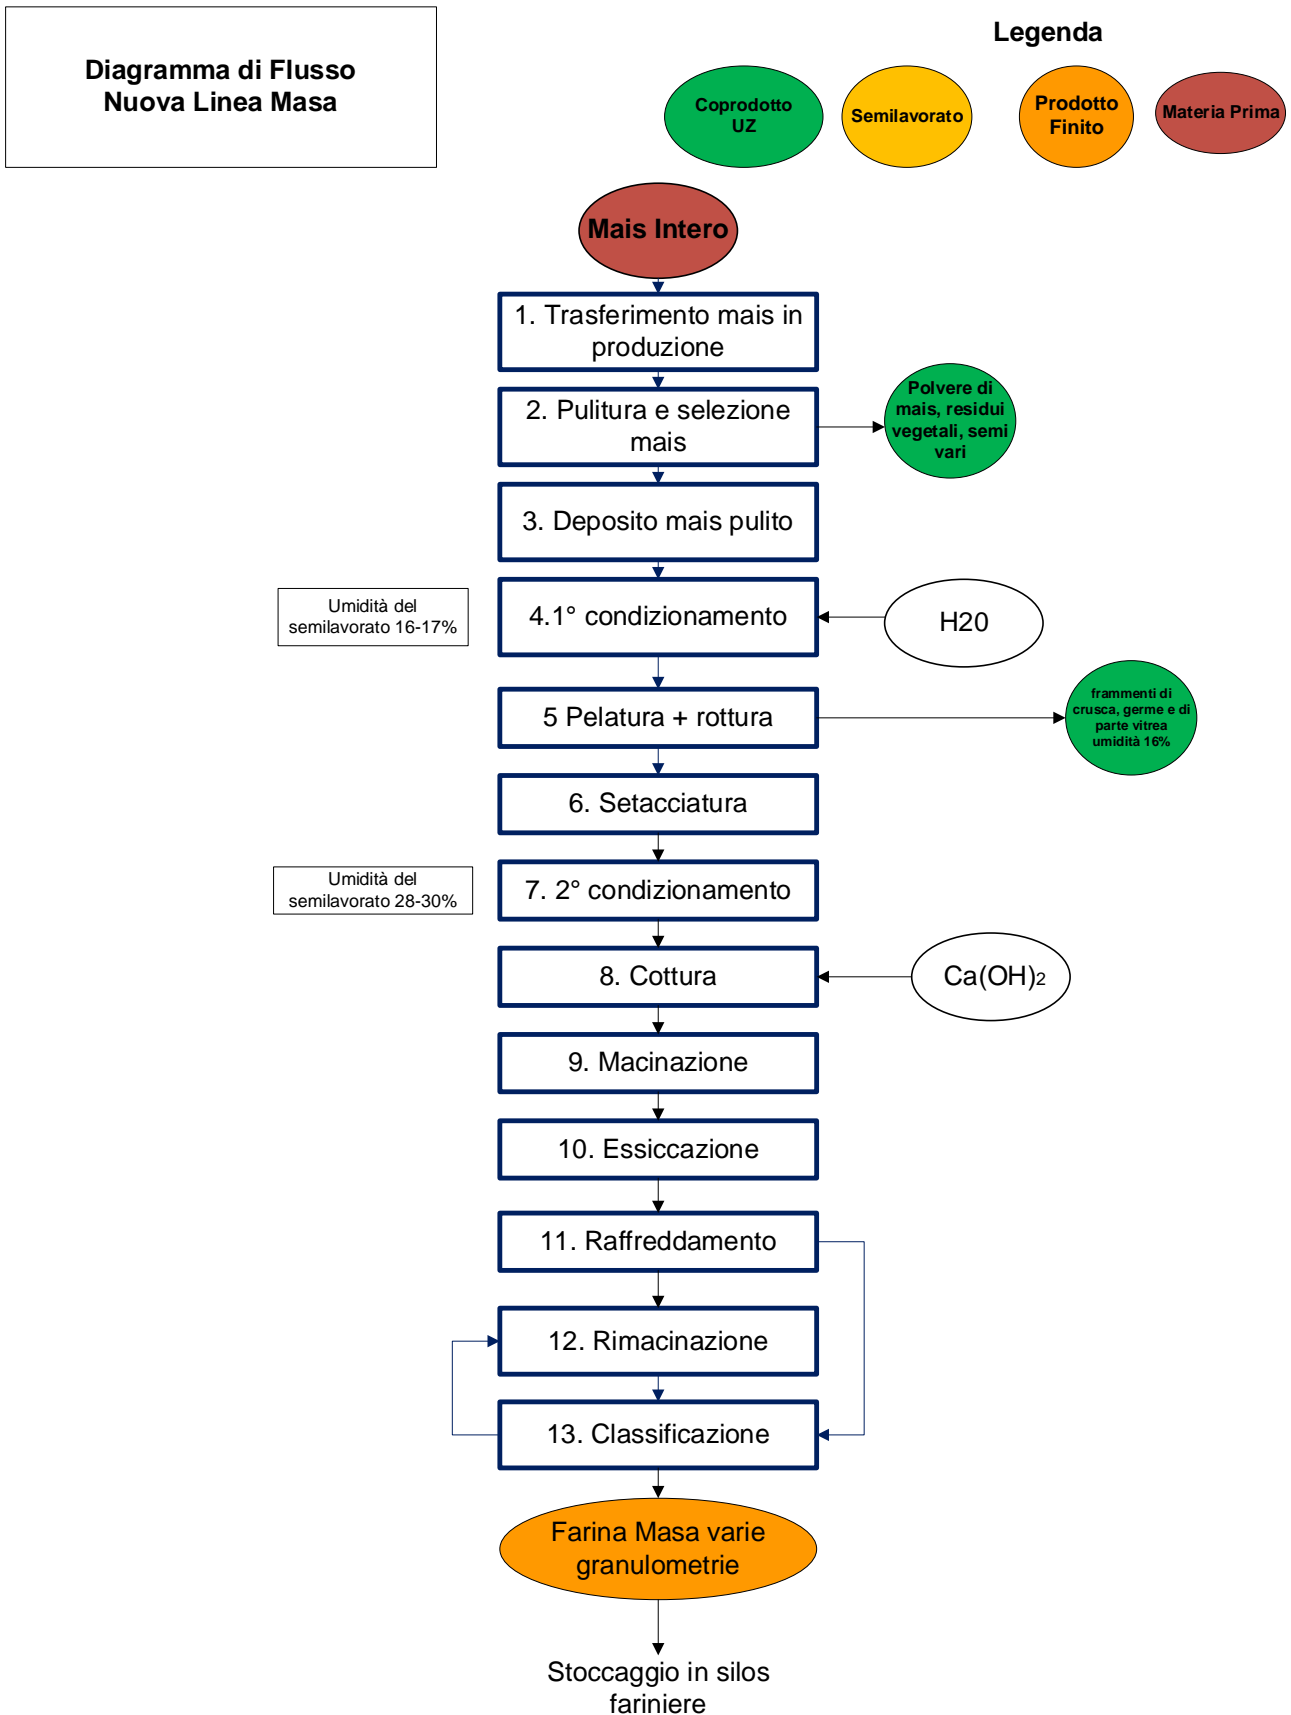 Diagramma di Flusso
Nuova Linea Masa
Legenda
Coprodotto
UZ
Semilavorato
Prodotto
Finito
Materia Prima
Mais Intero
1. Trasferimento mais in
produzione
2. Pulitura e selezione
mais
Polvere di
mais, residui
vegetali, semi
vari
3. Deposito mais pulito
Umidità del
semilavorato 16-17%
4.1° condizionamento
H20
5 Pelatura + rottura
frammenti di
crusca, germe e di
parte vitrea
umidità 16%
6. Setacciatura
Umidità del
semilavorato 28-30%
7. 2° condizionamento
8. Cottura
Ca(OH)2
9. Macinazione
10. Essiccazione
11. Raffreddamento
12. Rimacinazione
13. Classificazione
Farina Masa varie
granulometrie
Stoccaggio in silos
fariniere